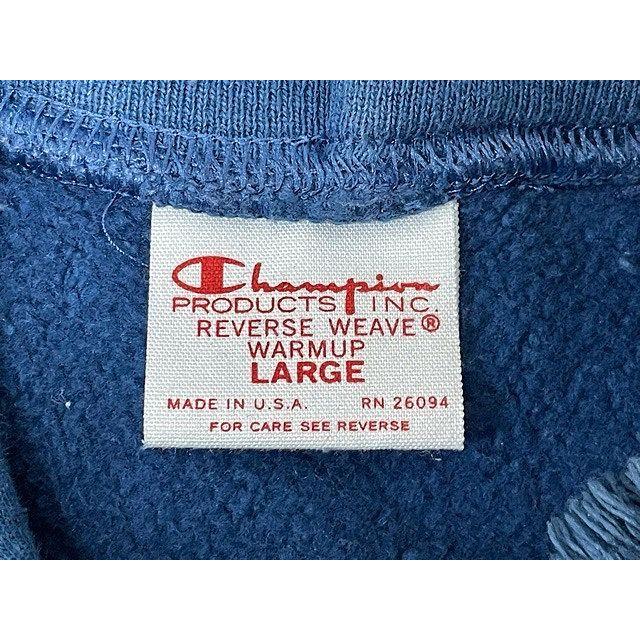 Champion
PRODUCTS INC.
REVERSE WEAVE®
WARMUP
LARGE
MADE IN U.S.A. RN 26094
FOR CARE SEE REVERSE